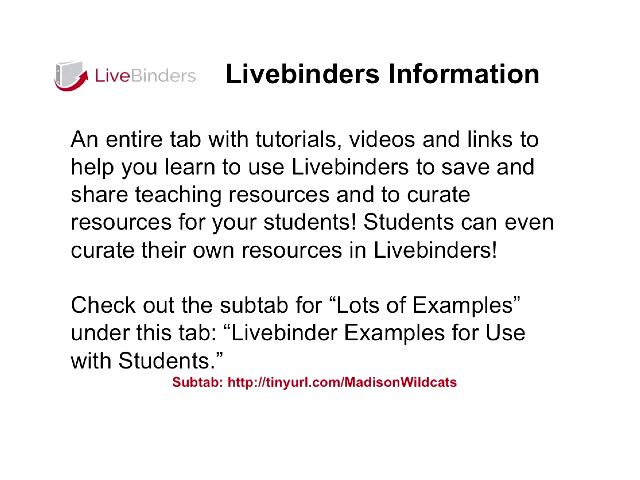 LiveBinders Livebinders Information
An entire tab with tutorials, videos and links to
help you learn to use Livebinders to save and
share teaching resources and to curate
resources for your students! Students can even
curate their own resources in Livebinders!
Check out the subtab for “Lots of Examples”
under this tab: “Livebinder Examples for Use
with Students.”
Subtab: http://tinyurl.com/MadisonWildcats